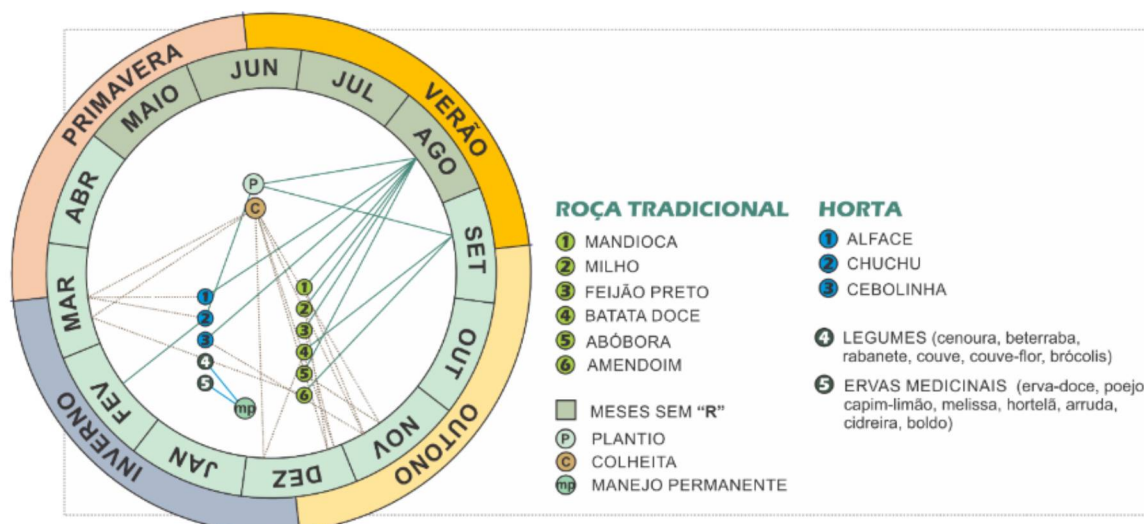 PRIMAVERA
VERÃO
OUTONO
INVERNO
JUN
JUL
AGO
SET
OUT
NOV
DEZ
JAN
FEV
MAR
ABR
MAIO
P
C
1
2
3
4
5
mp
1
2
3
4
5
6
ROÇA TRADICIONAL
1 MANDIOCA
2 MILHO
3 FEIJÃO PRETO
4 BATATA DOCE
5 ABÓBORA
6 AMENDOIM
MESES SEM "R"
P PLANTIO
C COLHEITA
mp MANEJO PERMANENTE
HORTA
1 ALFACE
2 CHUCHU
3 CEBOLINHA
4 LEGUMES (cenoura, beterraba,
rabanete, couve, couve-flor, brócolis)
5 ERVAS MEDICINAIS (erva-doce, poejo
capim-limão, melissa, hortelã, arruda,
cidreira, boldo)